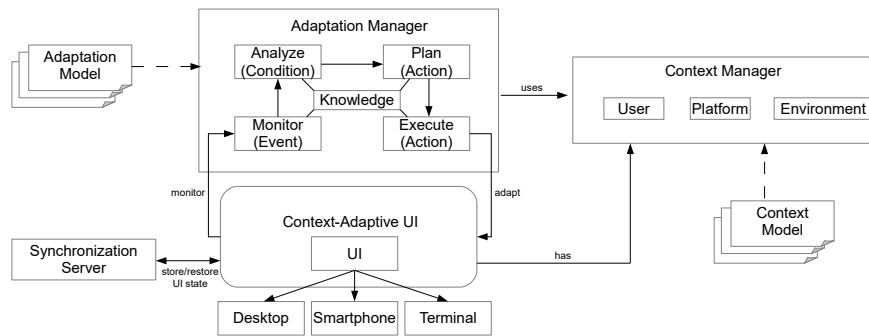 Adaptation Manager
Adaptation
Model
Analyze
(Condition)
Plan
(Action)
Knowledge
Monitor
(Event)
Execute
(Action)
uses
Context Manager
User
Platform
Environment
monitor
adapt
Context-Adaptive UI
UI
Synchronization
Server
store/restore
UI state
has
Context
Model
Desktop
Smartphone
Terminal